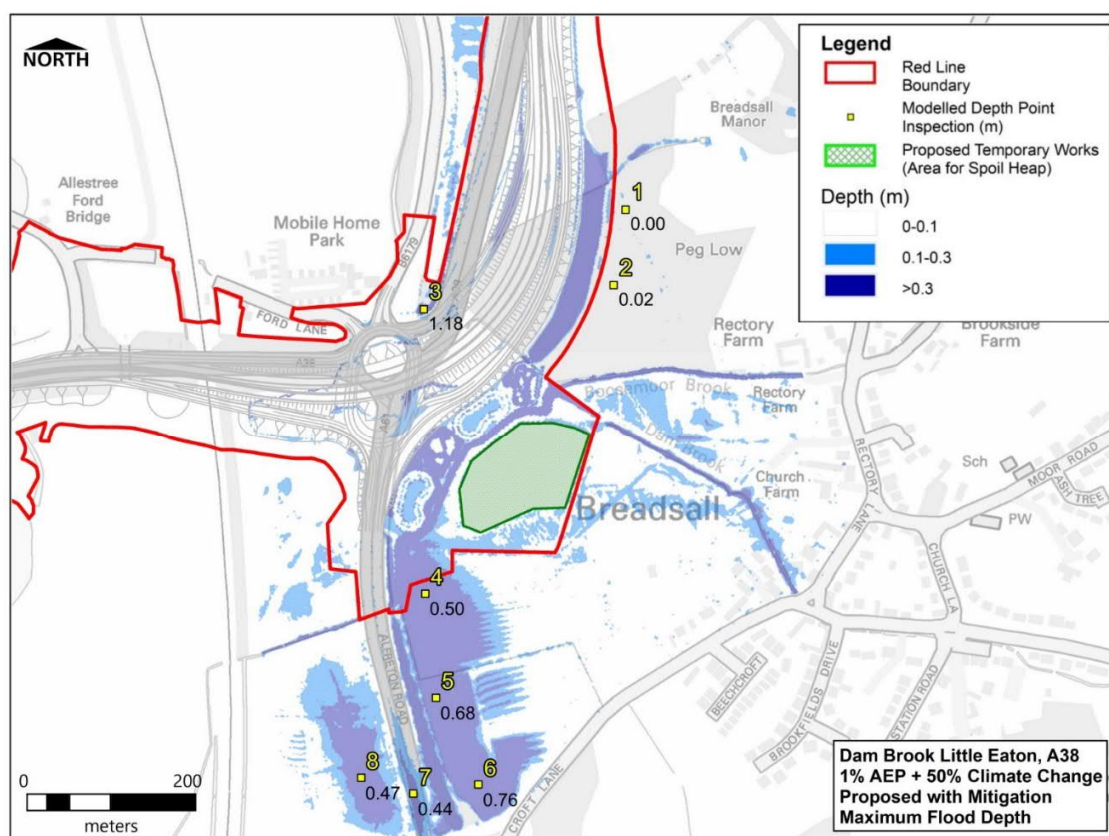 NORTH
Legend
Red Line
Boundary
Modelled Depth Point
Inspection (m)
Proposed Temporary Works
(Area for Spoil Heap)
Depth (m)
0-0.1
0.1-0.3
>0.3
Breadsall
Manor
Allestree
Ford
Bridge
Mobile Home
Park
B6179
1
0.00
Peg Low
2
0.02
3
1.18
FORD LANE
A38
A61
Rectory
Farm
Brookside
Farm
Boosemoor Brook
Rectory
Farm
Dam Brook
Church
Farm
RECTORY LANE
Sch
MOOR ROAD
ASH TREE
PW
Breadsall
CHURCH LA
4
0.50
ALFRETON ROAD
5
0.68
BEECHCROFT
BROOKFIELDS DRIVE
STATION ROAD
8
0.47
7
0.44
6
0.76
CROFT LANE
0
200
meters
Dam Brook Little Eaton, A38
1% AEP + 50% Climate Change
Proposed with Mitigation
Maximum Flood Depth